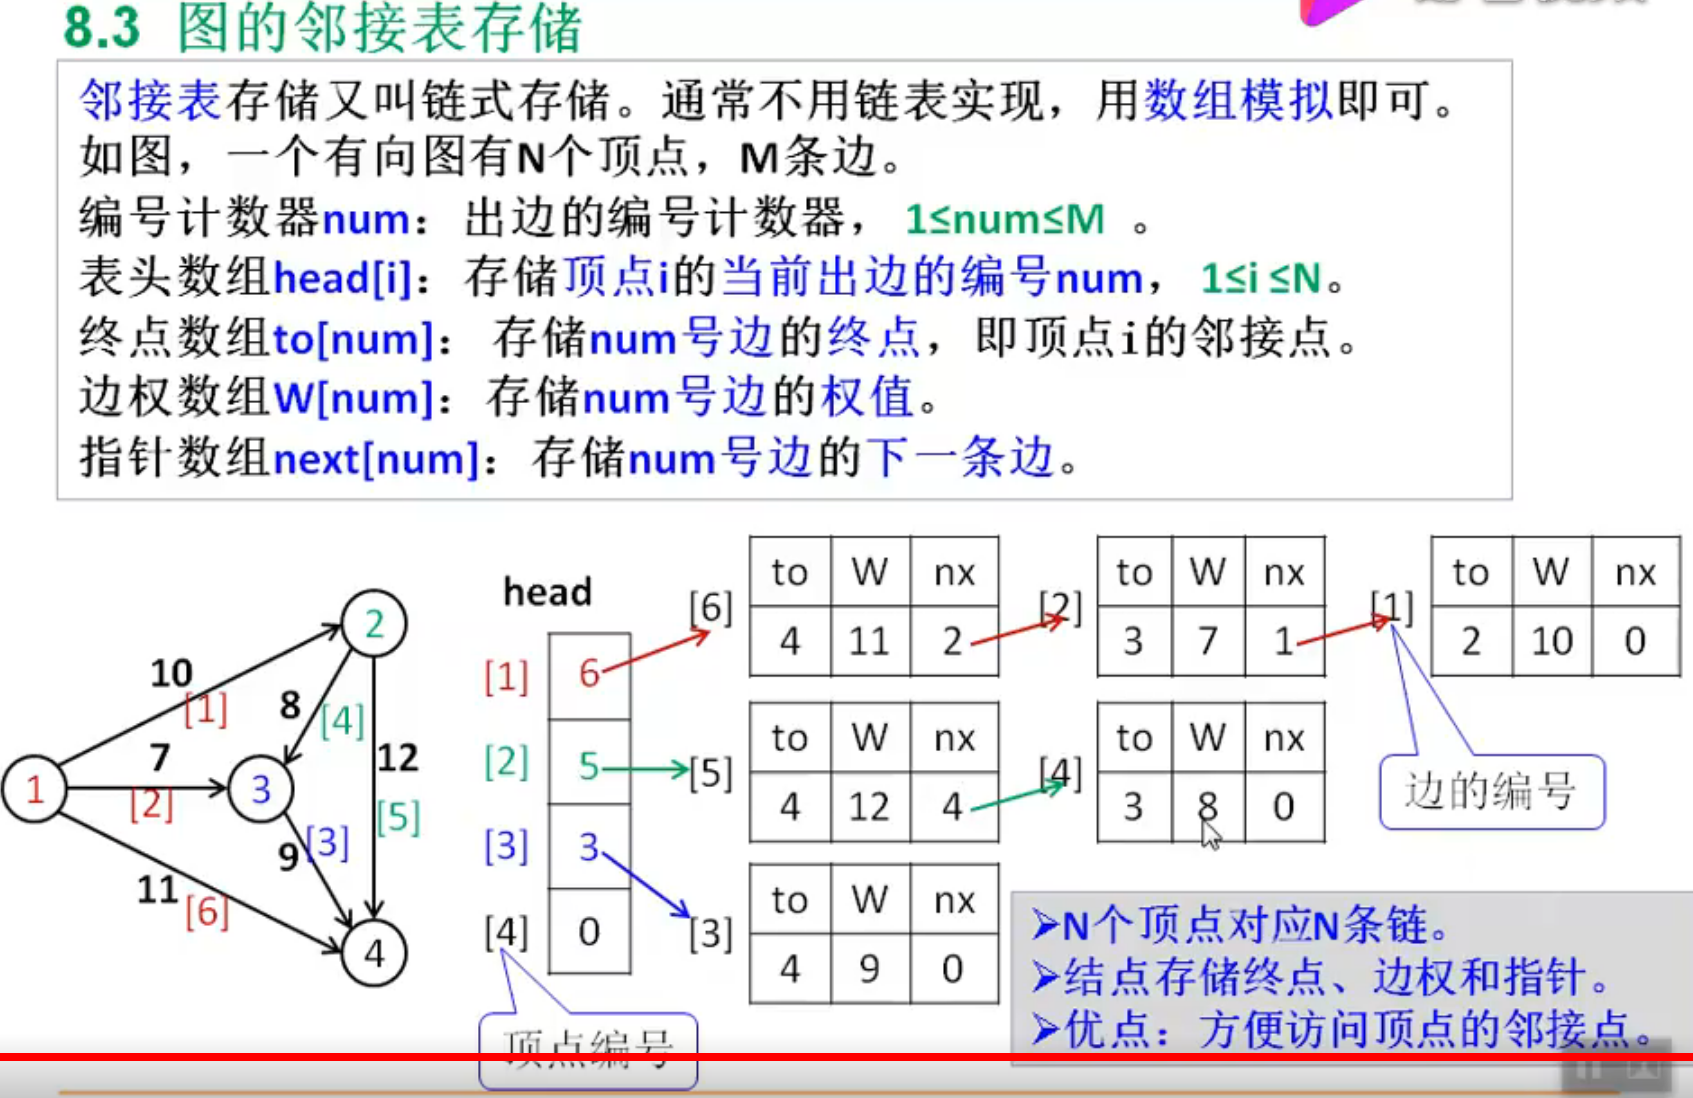 8.3 图的邻接表存储
邻接表存储又叫链式存储。通常不用链表实现，用数组模拟即可。
如图，一个有向图有N个顶点，M条边。
编号计数器num：出边的编号计数器，1≤num≤M 。
表头数组head[i]：存储顶点i的当前出边的编号num，1≤i ≤N。
终点数组to[num]：存储num号边的终点，即顶点i的邻接点。
边权数组W[num]：存储num号边的权值。
指针数组next[num]：存储num号边的下一条边。
1
2
3
4
10
[1]
7
[2]
8
[4]
12
[5]
9
[3]
11
[6]
head
[1] 6
[2] 5
[3] 3
[4] 0
顶点编号
[6]
to W nx
4 11 2
[2]
to W nx
3 7 1
[1]
to W nx
2 10 0
[5]
to W nx
4 12 4
[4]
to W nx
3 8 0
边的编号
[3]
to W nx
4 9 0
➢N个顶点对应N条链。
➢结点存储终点、边权和指针。
➢优点：方便访问顶点的邻接点。